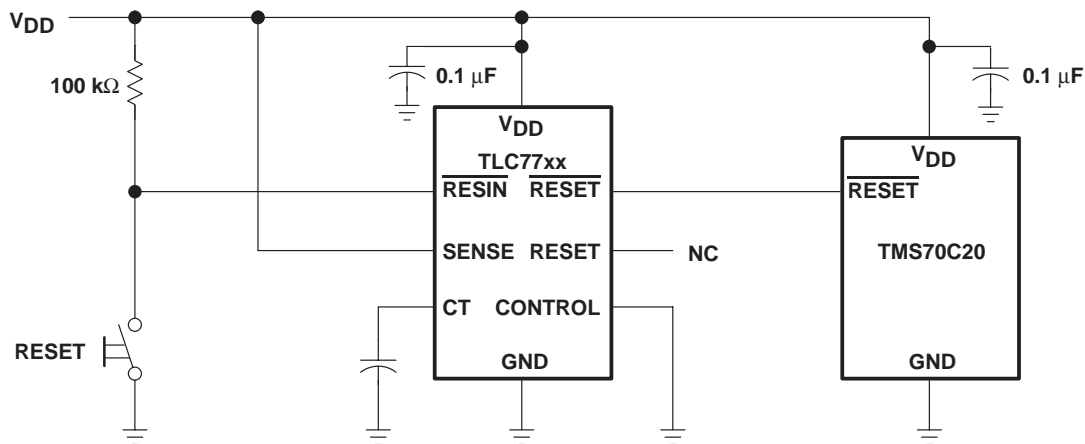 VDD
100 kΩ
0.1 μF
0.1 μF
VDD
TLC77xx
RESIN RESET
SENSE RESET
NC
CT CONTROL
GND
VDD
RESET
TMS70C20
GND
RESET